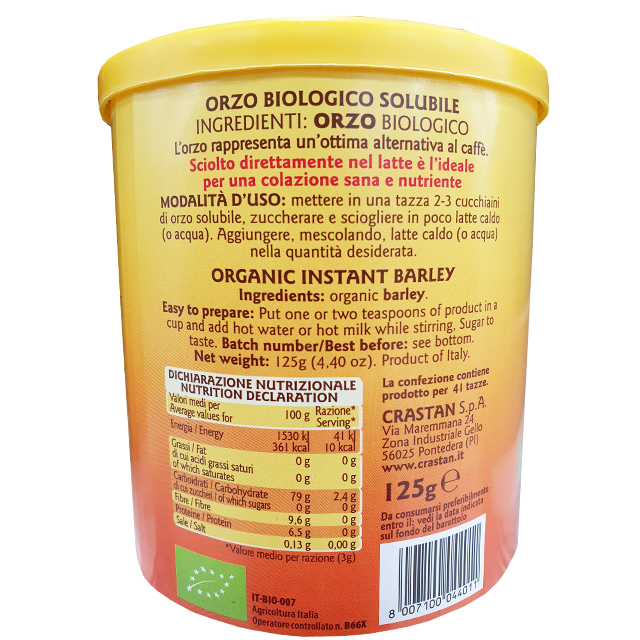 ORZO BIOLOGICO SOLUBILE
INGREDIENTI: ORZO BIOLOGICO
L'orzo rappresenta un'ottima alternativa al caffè.
Sciolto direttamente nel latte è l'ideale
per una colazione sana e nutriente
MODALITÀ D'USO: mettere in una tazza 2-3 cucchiaini
di orzo solubile, zuccherare e sciogliere in poco latte caldo
(o acqua). Aggiungere, mescolando, latte caldo (o acqua)
nella quantità desiderata.
ORGANIC INSTANT BARLEY
Ingredients: organic barley.
Easy to prepare: Put one or two teaspoons of product in a
cup and add hot water or hot milk while stirring. Sugar to
taste. Batch number/Best before: see bottom.
Net weight: 125g (4.40 oz). Product of Italy.
DICHIARAZIONE NUTRIZIONALE
NUTRITION DECLARATION
Valori medi per
Average values for 100 g Razione*
Serving*
Energia / Energy 1530 kJ 41 kJ
361 kcal 10 kcal
Grassi / Fat 0 g 0 g
di cui acidi grassi saturi
of which saturates 0 g 0 g
Carboidrati / Carbohydrate 79 g 2,4 g
di cui zuccheri / of which sugars 0 g 0 g
Fibre / Fibre 9,6 g 0 g
Proteine / Protein 6,5 g 0 g
Sale / Salt 0,13 g 0,00 g
*Valore medio per razione (3g)
La confezione contiene
prodotto per 41 tazze.
CRASTAN S.p.A.
Via Maremmana 24
Zona Industriale Gello
56025 Pontedera (PI)
www.crastan.it
125g e
Da consumarsi preferibilmente
entro il: vedi la data indicata
sul fondo del barattolo
IT-BIO-007
Agricoltura Italia
Operatore controllato n. B66X
8 007100 044011